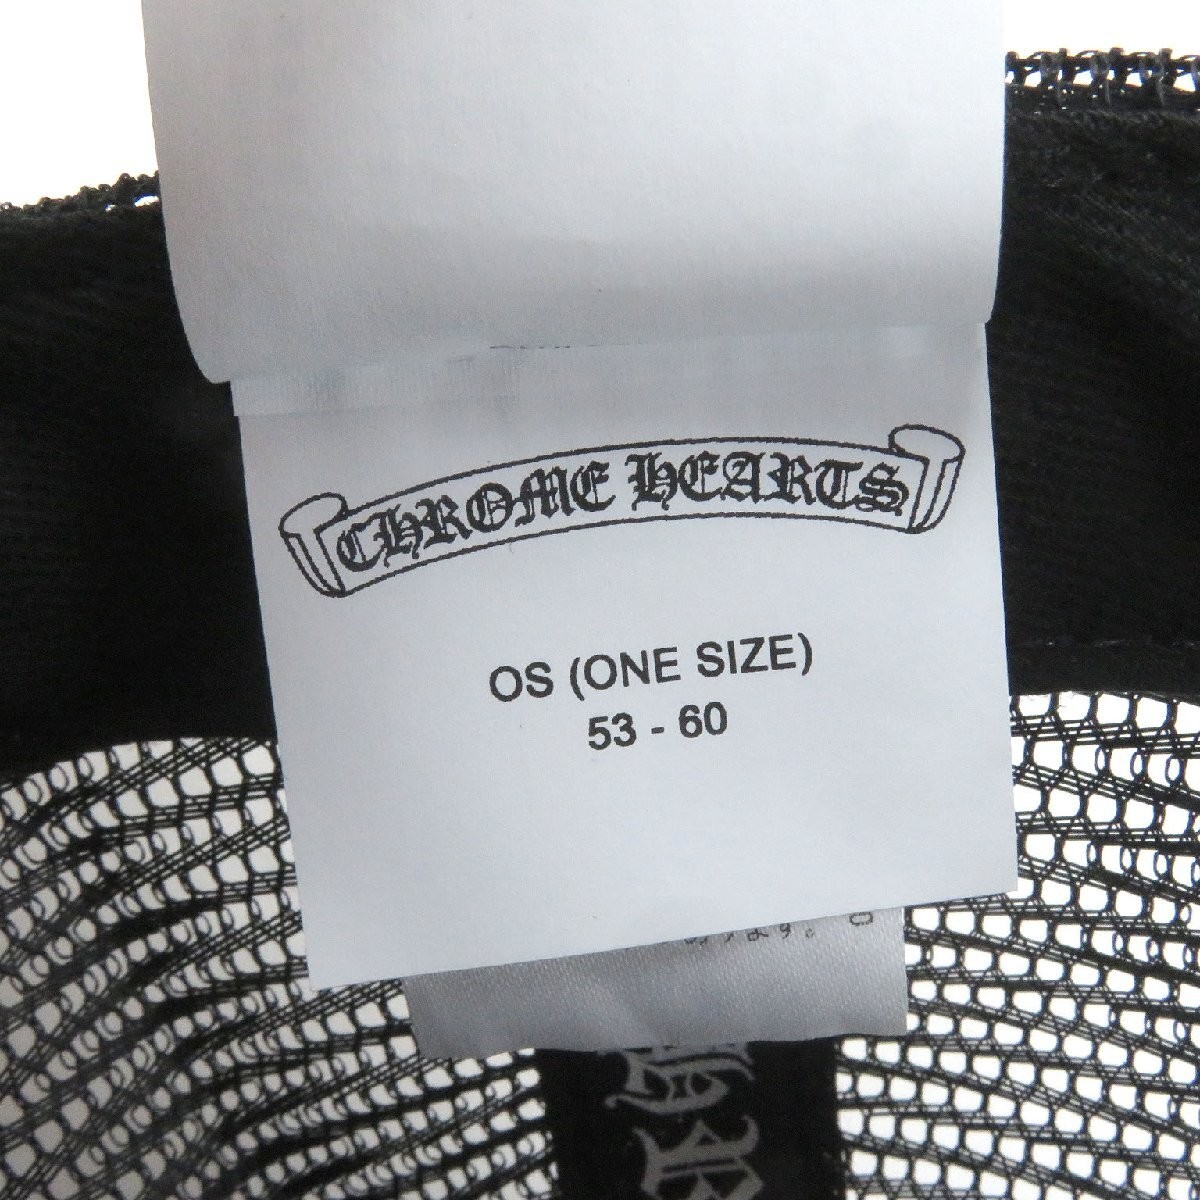 CHROME HEARTS
OS (ONE SIZE)
53 - 60